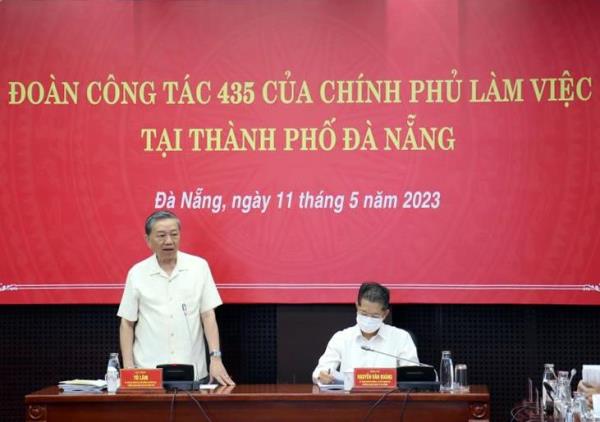 ĐOÀN CÔNG TÁC 435 CỦA CHÍNH PHỦ LÀM VIỆC
TẠI THÀNH PHỐ ĐÀ NẴNG
Đà Nẵng, ngày 11 tháng 5 năm 2023
TÔ LÂM
NGUYỄN VĂN QUẢNG